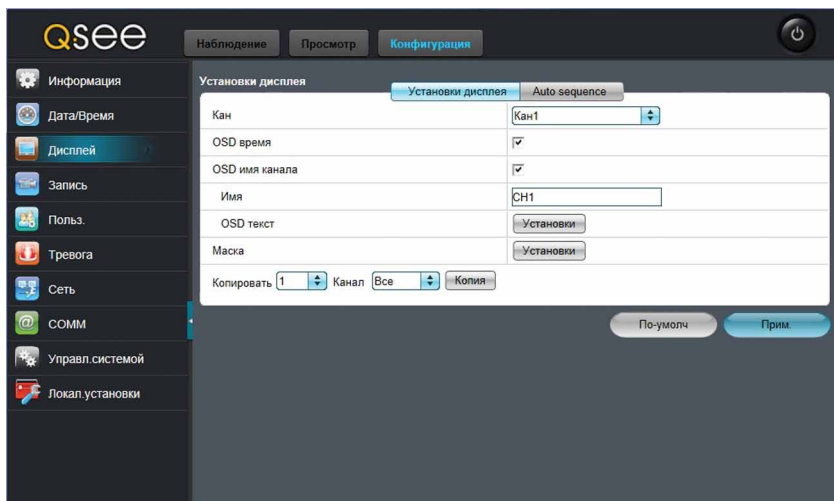 Qsee
Наблюдение Просмотр Конфигурация
Информация
Дата/Время
Дисплей
Запись
Польз.
Тревога
Сеть
COMM
Управл.системой
Локал.установки
Установки дисплея
Установки дисплея Auto sequence
Кан Кан1
OSD время
OSD имя канала
Имя CH1
OSD текст Установки
Маска Установки
Копировать 1 Канал Все Копия
По-умолч Прим.